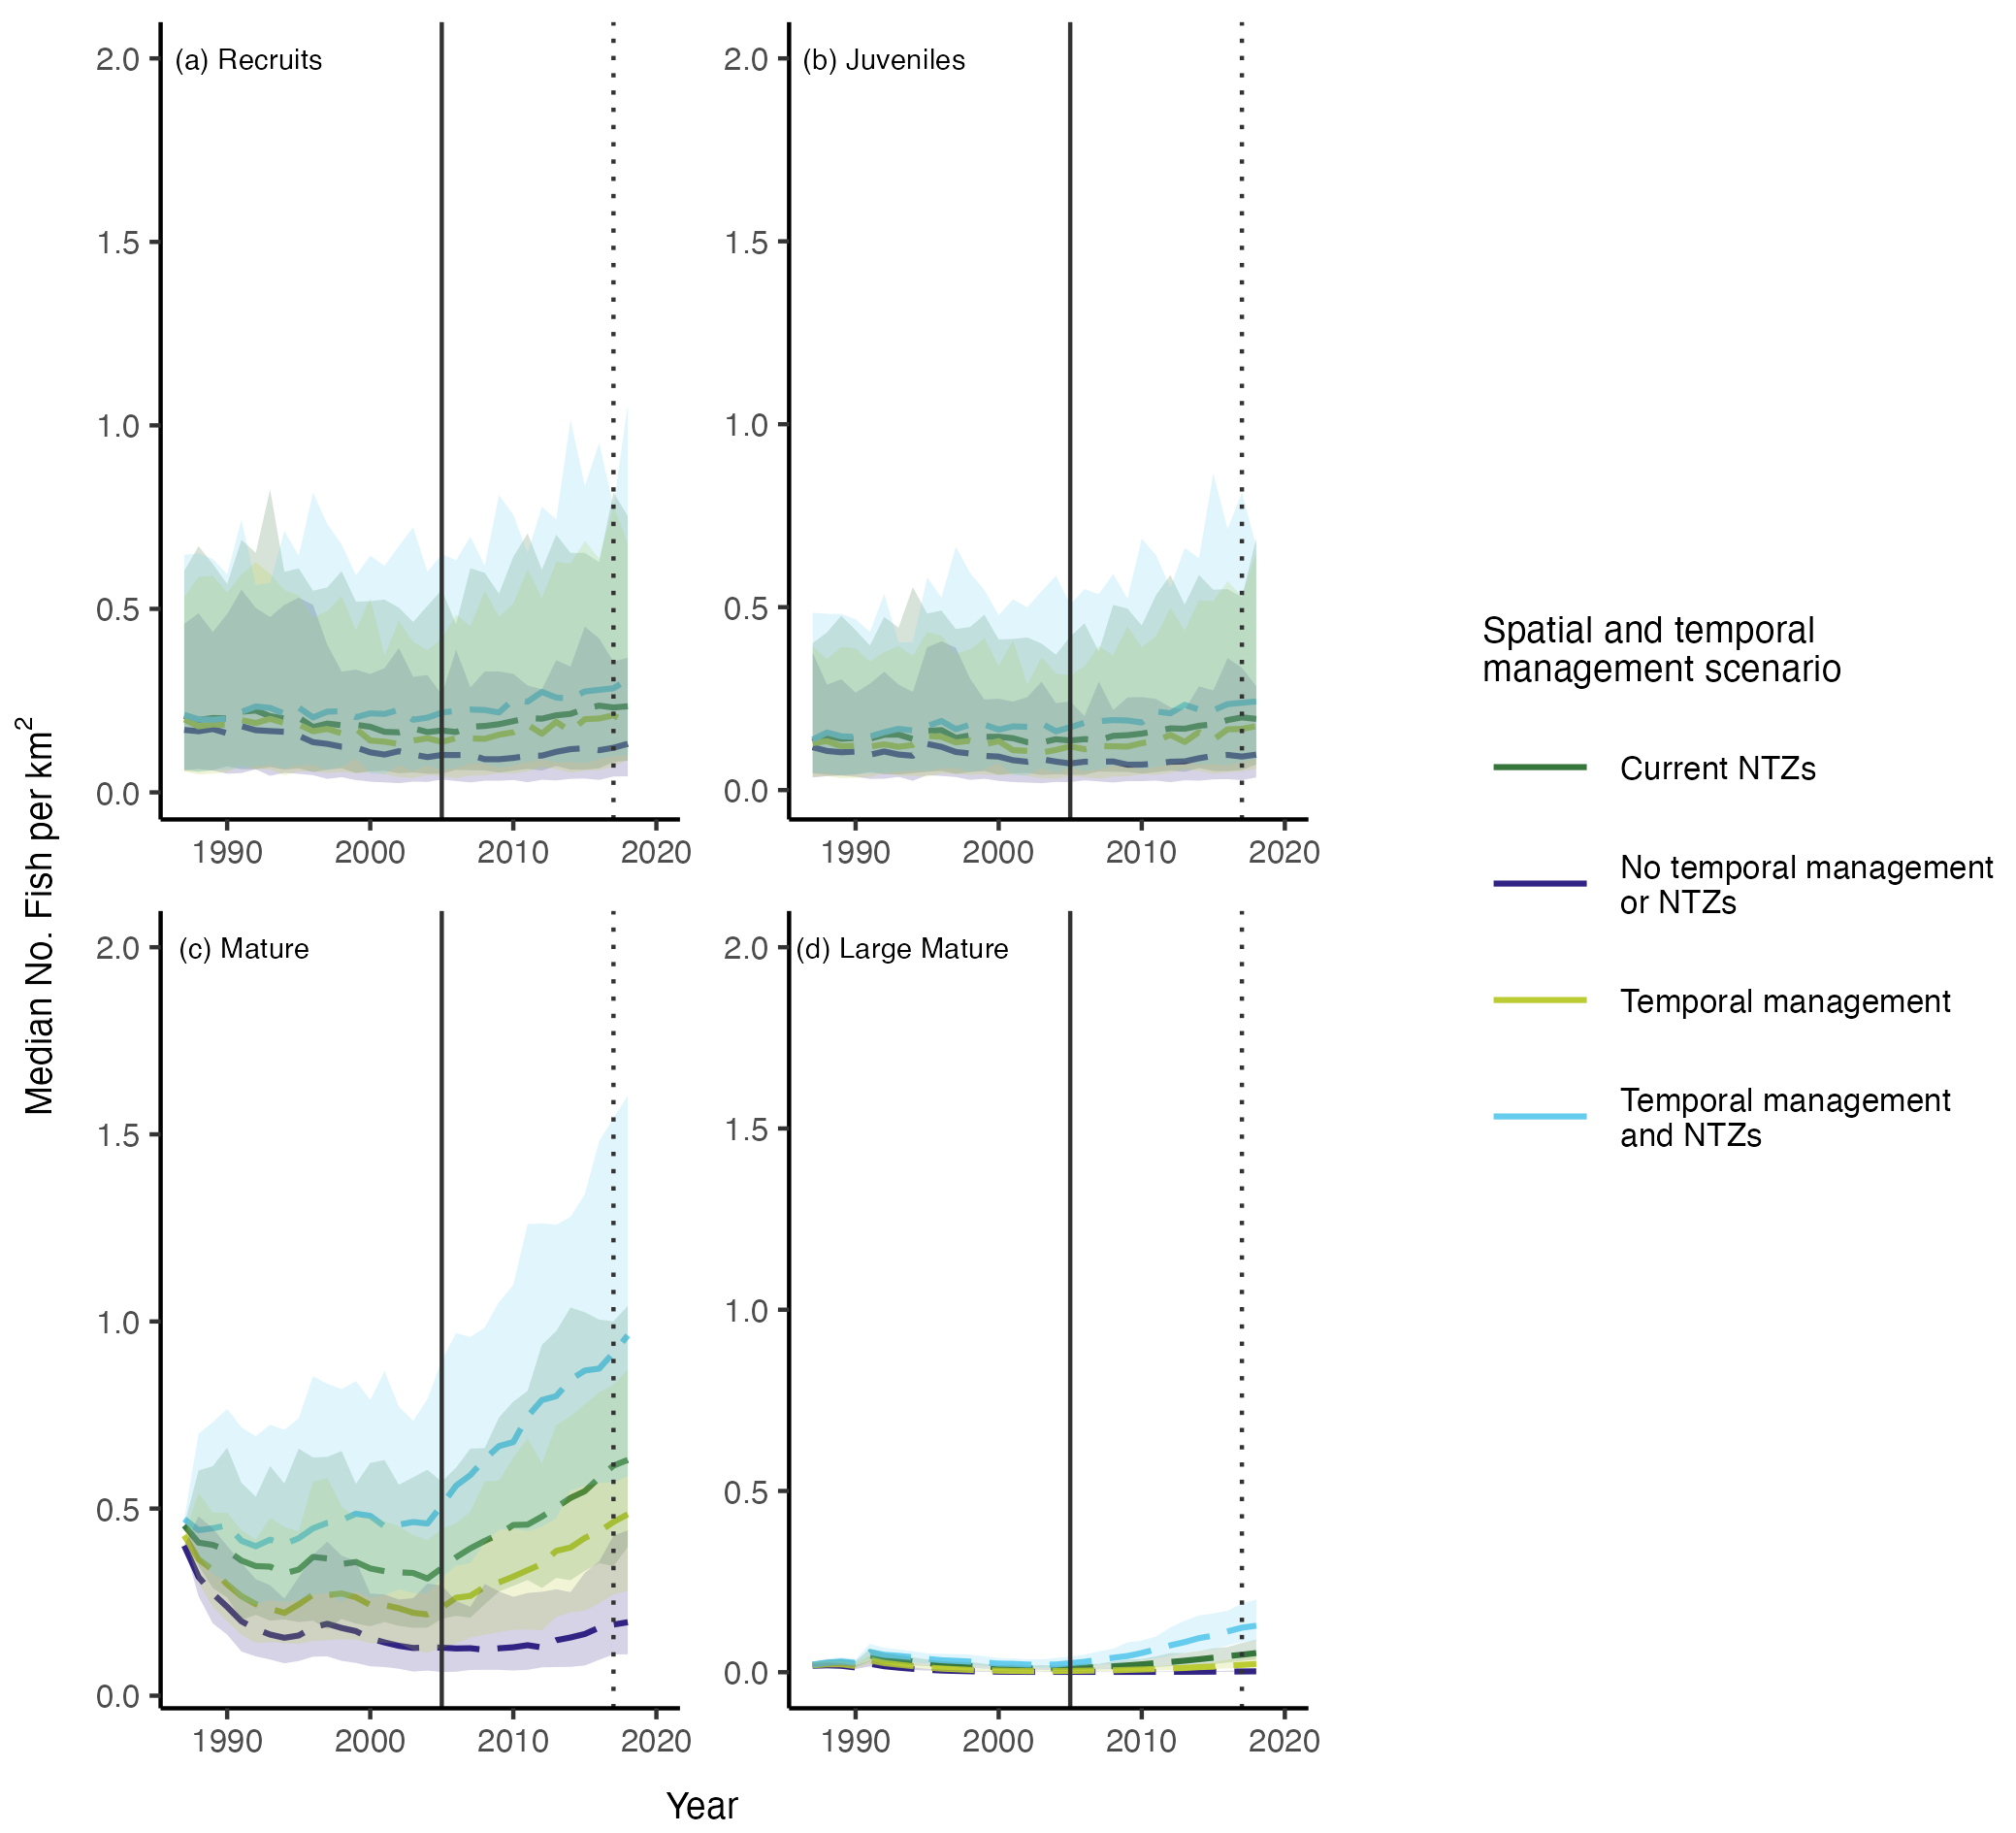 (a) Recruits
2.0
1.5
1.0
0.5
0.0
1990 2000 2010 2020
(b) Juveniles
2.0
1.5
1.0
0.5
0.0
1990 2000 2010 2020
(c) Mature
2.0
1.5
1.0
0.5
0.0
1990 2000 2010 2020
(d) Large Mature
2.0
1.5
1.0
0.5
0.0
1990 2000 2010 2020
Median No. Fish per km²
Year
Spatial and temporal
management scenario
Current NTZs
No temporal management
or NTZs
Temporal management
Temporal management
and NTZs